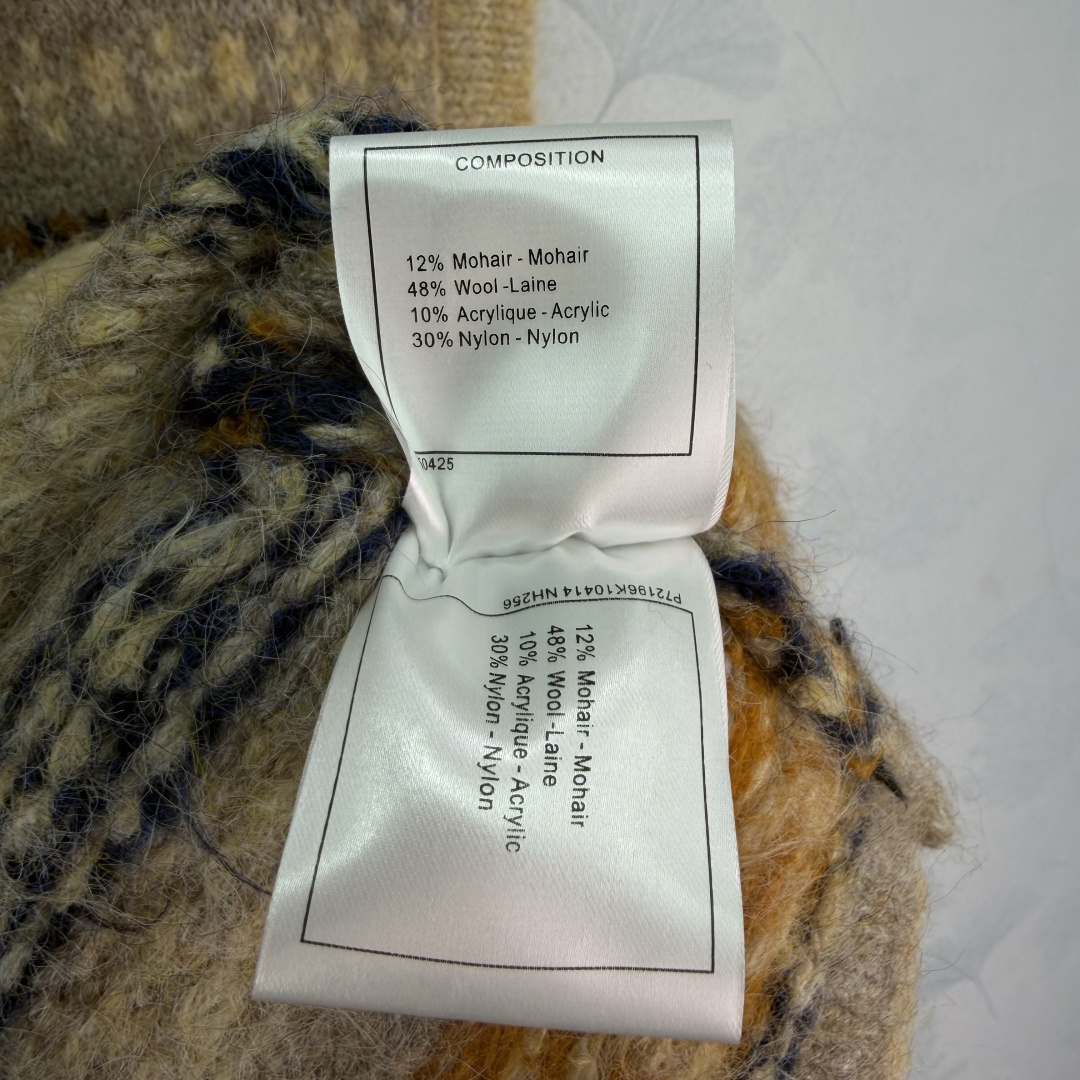 COMPOSITION
12% Mohair - Mohair
48% Wool -Laine
10% Acrylique - Acrylic
30% Nylon - Nylon
0425
P72196K10414 NH256
12% Mohair - Mohair
48% Wool -Laine
10% Acrylique - Acrylic
30% Nylon - Nylon